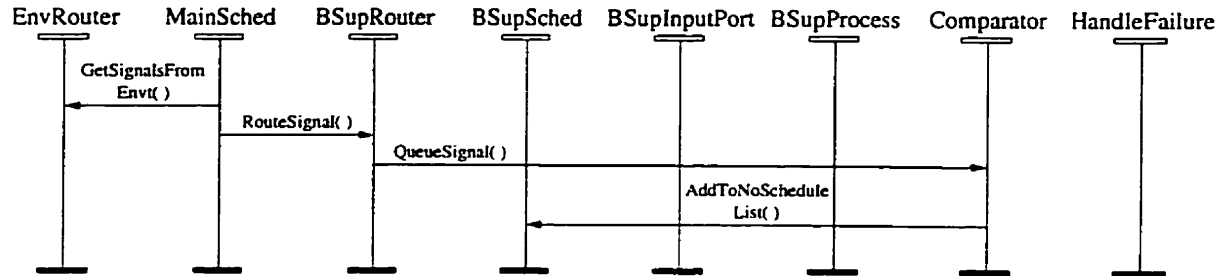 EnvRouter MainSched BSupRouter BSupSched BSupInputPort BSupProcess Comparator HandleFailure
GetSignalsFrom
Envt( )
RouteSignal( )
QueueSignal( )
AddToNoSchedule
List( )